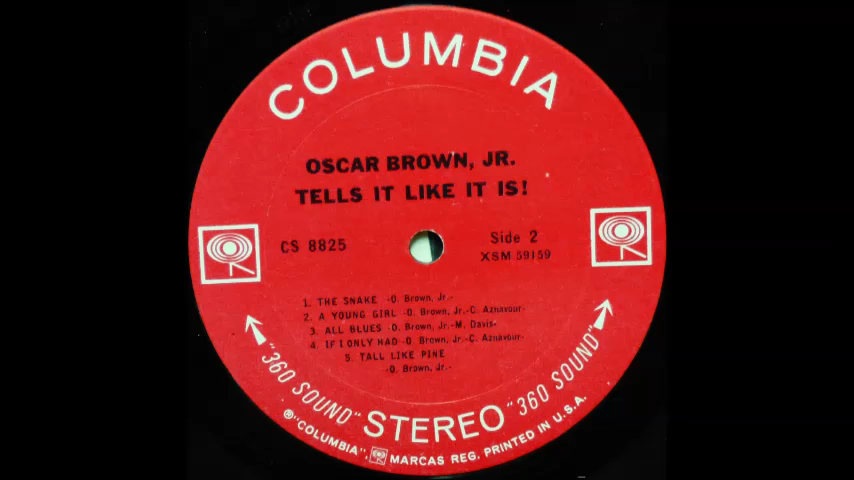 COLUMBIA
OSCAR BROWN, JR.
TELLS IT LIKE IT IS!
CS 8825
Side 2
XSM 59159
1. THE SNAKE -O. Brown, Jr.-
2. A YOUNG GIRL -O. Brown, Jr.-C. Aznavour-
3. ALL BLUES -O. Brown, Jr.-M. Davis-
4. IF I ONLY HAD -O. Brown, Jr.-C. Aznavour-
5. TALL LIKE PINE
-O. Brown, Jr.-
"360 SOUND" STEREO "360 SOUND"
®"COLUMBIA", MARCAS REG. PRINTED IN U.S.A.